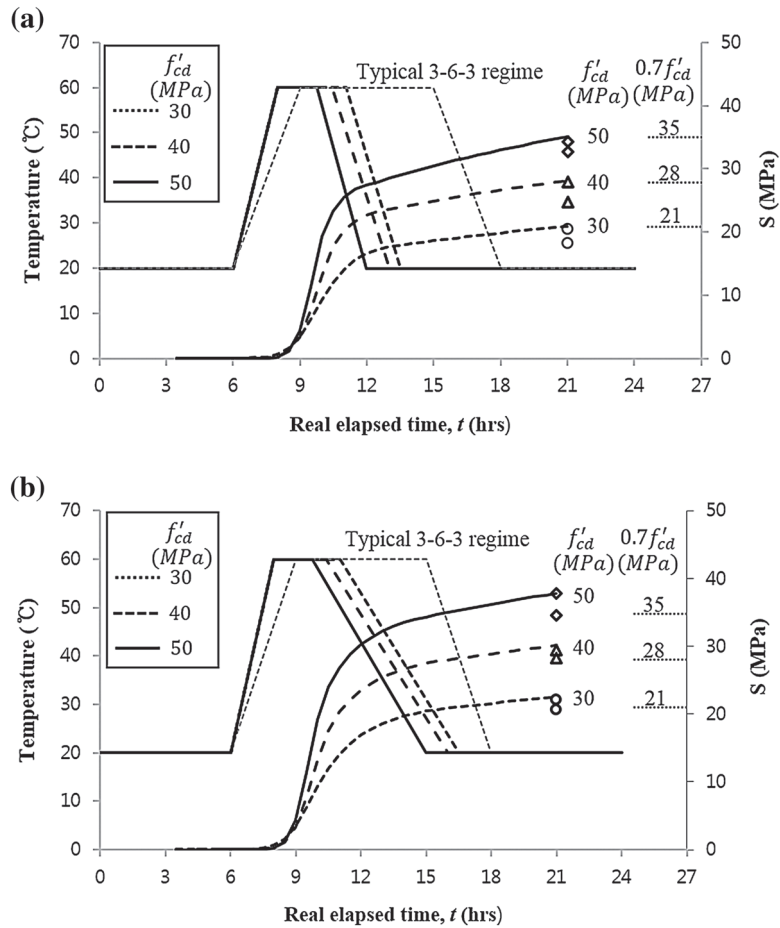 (a)
70
60
50
40
30
20
10
0
Temperature (℃)
f'cd
(MPa)
30
40
50
Typical 3-6-3 regime
f'cd
(MPa)
50
40
30
0.7f'cd
(MPa)
35
28
21
50
40
30
20
10
0
S (MPa)
0 3 6 9 12 15 18 21 24 27
Real elapsed time, t (hrs)
(b)
70
60
50
40
30
20
10
0
Temperature (℃)
f'cd
(MPa)
30
40
50
Typical 3-6-3 regime
f'cd
(MPa)
50
40
30
0.7f'cd
(MPa)
35
28
21
50
40
30
20
10
0
S (MPa)
0 3 6 9 12 15 18 21 24 27
Real elapsed time, t (hrs)